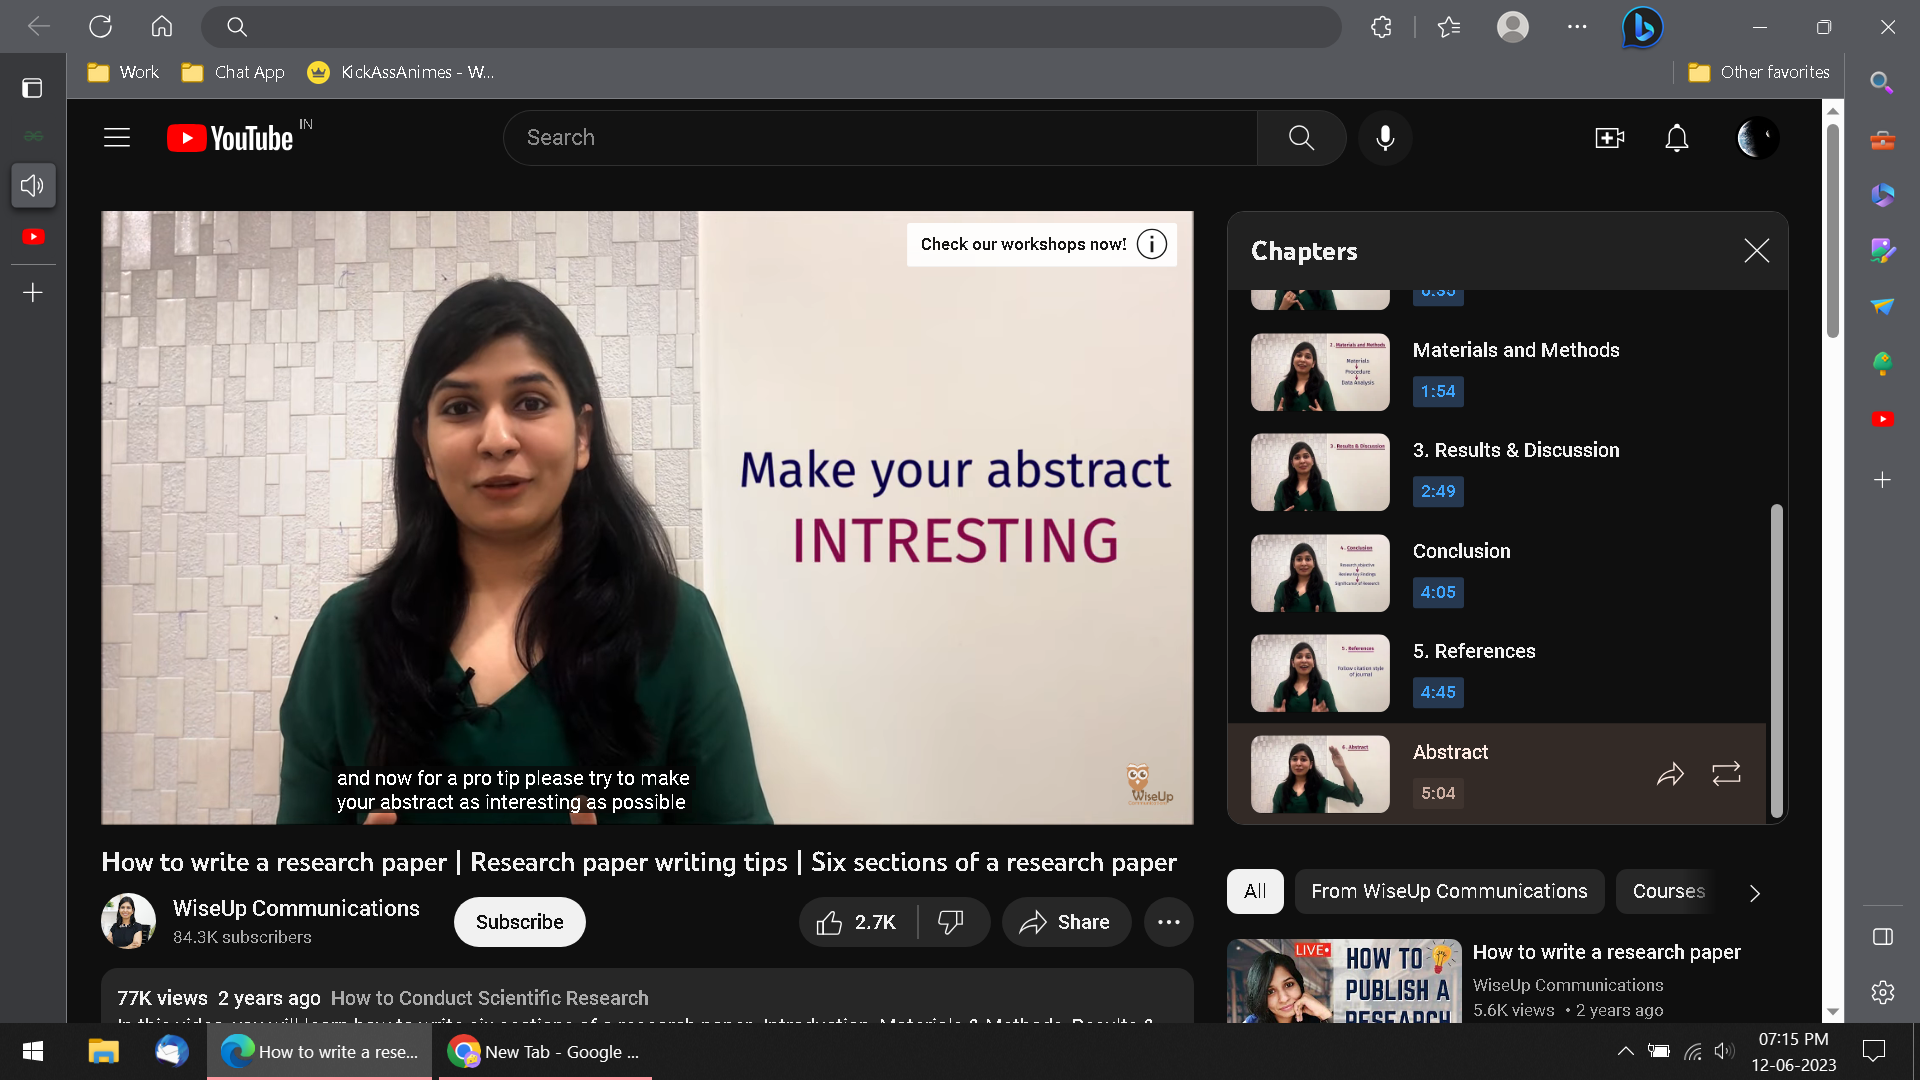 Work
Chat App
KickAssAnimes - W...
Other favorites
YouTube IN
Search
Check our workshops now!
Make your abstract
INTRESTING
and now for a pro tip please try to make
your abstract as interesting as possible
WiseUp
Chapters
Materials and Methods
1:54
3. Results & Discussion
2:49
Conclusion
4:05
5. References
4:45
Abstract
5:04
How to write a research paper | Research paper writing tips | Six sections of a research paper
WiseUp Communications
84.3K subscribers
Subscribe
2.7K
Share
77K views 2 years ago How to Conduct Scientific Research
All
From WiseUp Communications
Courses
LIVE
HOW TO
PUBLISH A
RESEARCH
How to write a research paper
WiseUp Communications
5.6K views • 2 years ago
How to write a rese...
New Tab - Google ...
07:15 PM
12-06-2023